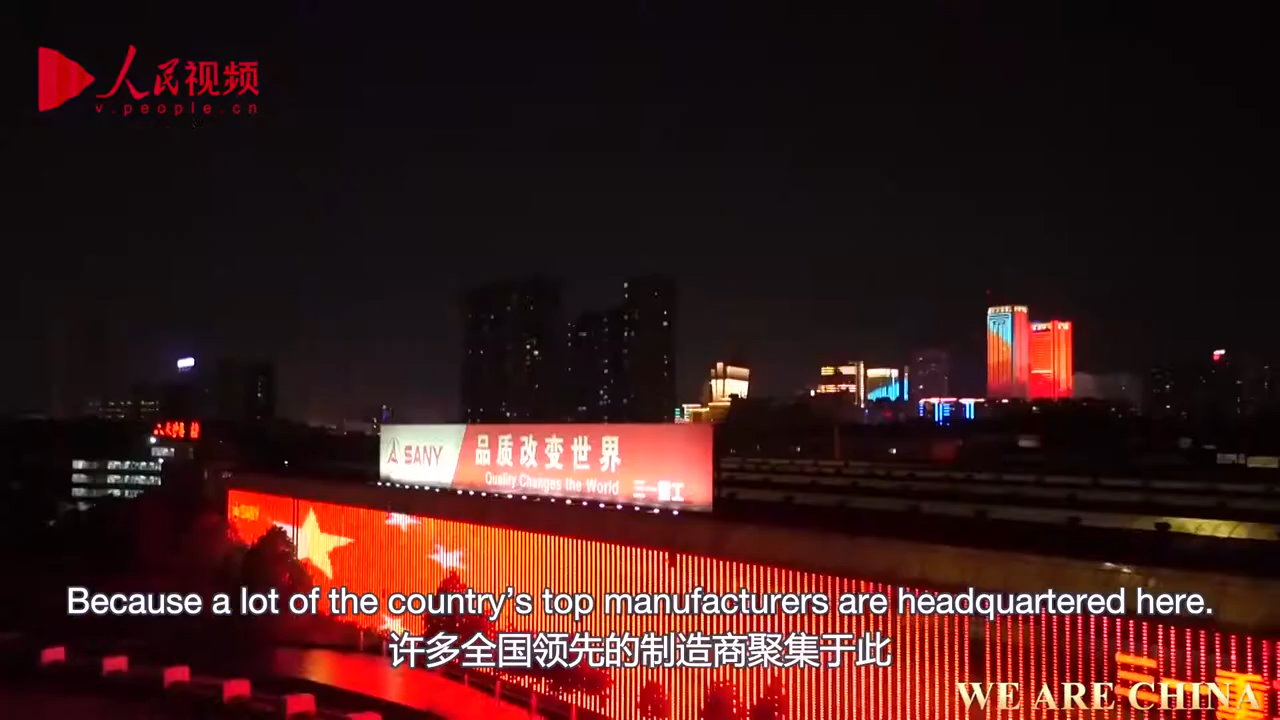 人民视频
v.people.cn
SANY 品质改变世界
Quality Changes the World 三一重工
SANY
Because a lot of the country’s top manufacturers are headquartered here.
许多全国领先的制造商聚集于此
WE ARE CHINA